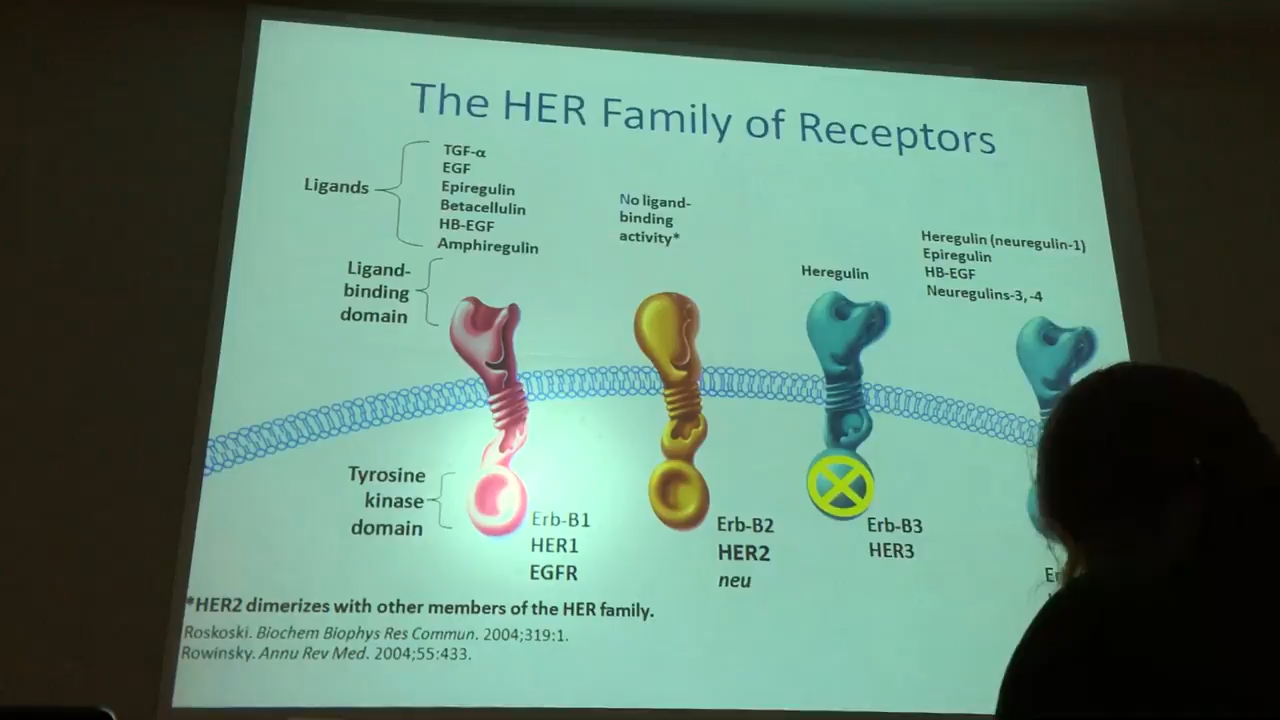 The HER Family of Receptors
Ligands
TGF-α
EGF
Epiregulin
Betacellulin
HB-EGF
Amphiregulin
No ligand-
binding
activity*
Heregulin
Heregulin (neuregulin-1)
Epiregulin
HB-EGF
Neuregulins-3, -4
Ligand-
binding
domain
Tyrosine
kinase
domain
Erb-B1
HER1
EGFR
Erb-B2
HER2
neu
Erb-B3
HER3
*HER2 dimerizes with other members of the HER family.
Roskoski. Biochem Biophys Res Commun. 2004;319:1.
Rowinsky. Annu Rev Med. 2004;55:433.